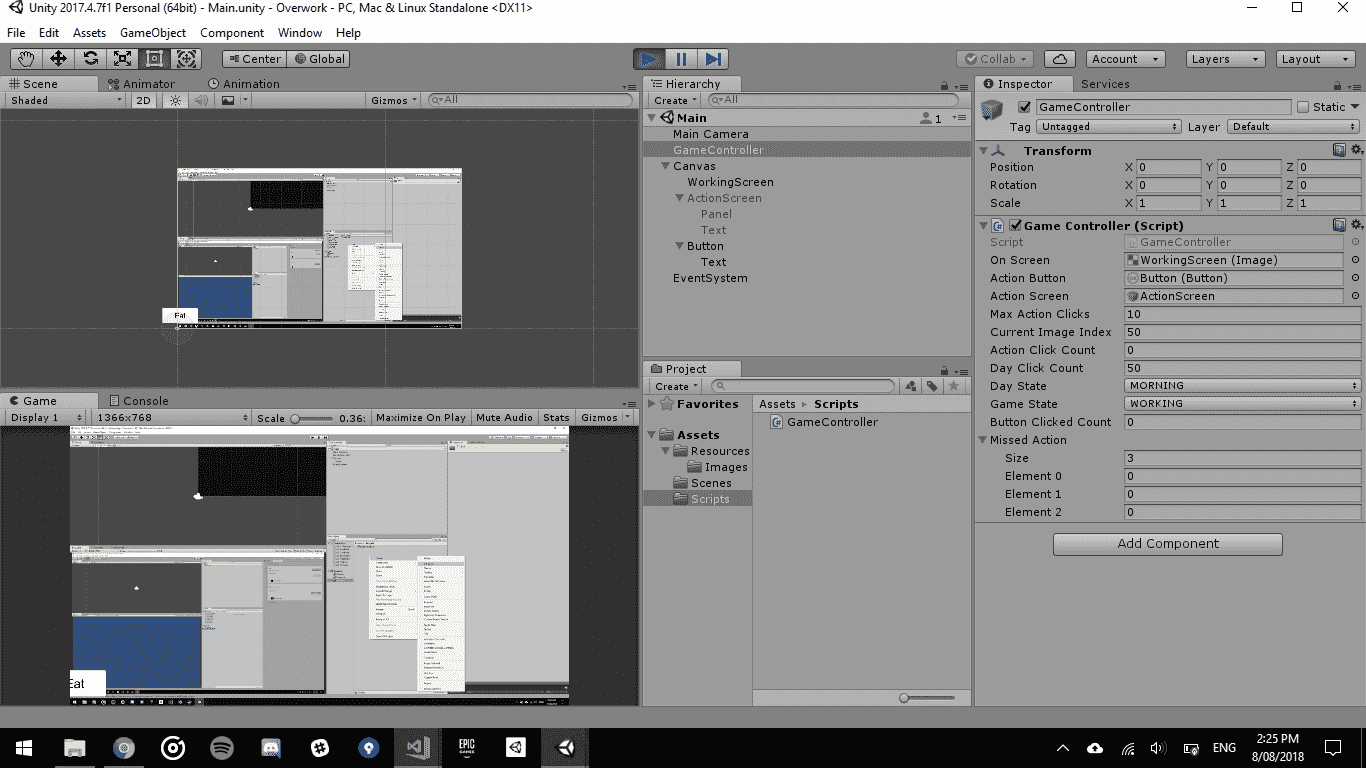 Unity 2017.4.7f1 Personal (64bit) - Main.unity - Overwork - PC, Mac & Linux Standalone <DX11>
File Edit Assets GameObject Component Window Help
Center Global
Collab Account Layers Layout
Scene Animator Animation
Shaded 2D Gizmos All
Eat
Game Console
Display 1 1366x768 Scale 0.36: Maximize On Play Mute Audio Stats Gizmos
Eat
Hierarchy
Create All
Main 1
Main Camera
GameController
Canvas
WorkingScreen
ActionScreen
Panel
Text
Button
Text
EventSystem
Project
Create
Favorites
Assets
Resources
Images
Scenes
Scripts
Assets Scripts
GameController
Inspector Services
GameController Static
Tag Untagged Layer Default
Transform
Position X 0 Y 0 Z 0
Rotation X 0 Y 0 Z 0
Scale X 1 Y 1 Z 1
Game Controller (Script)
Script GameController
On Screen WorkingScreen (Image)
Action Button Button (Button)
Action Screen ActionScreen
Max Action Clicks 10
Current Image Index 50
Action Click Count 0
Day Click Count 50
Day State MORNING
Game State WORKING
Button Clicked Count 0
Missed Action
Size 3
Element 0 0
Element 1 0
Element 2 0
Add Component
EPIC GAMES
ENG
2:25 PM
8/08/2018